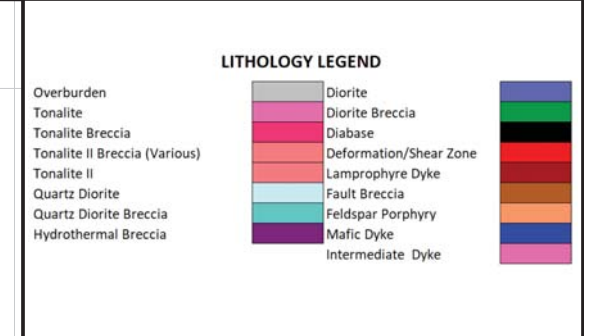 LITHOLOGY LEGEND
Overburden
Tonalite
Tonalite Breccia
Tonalite II Breccia (Various)
Tonalite II
Quartz Diorite
Quartz Diorite Breccia
Hydrothermal Breccia
Diorite
Diorite Breccia
Diabase
Deformation/Shear Zone
Lamprophyre Dyke
Fault Breccia
Feldspar Porphyry
Mafic Dyke
Intermediate Dyke